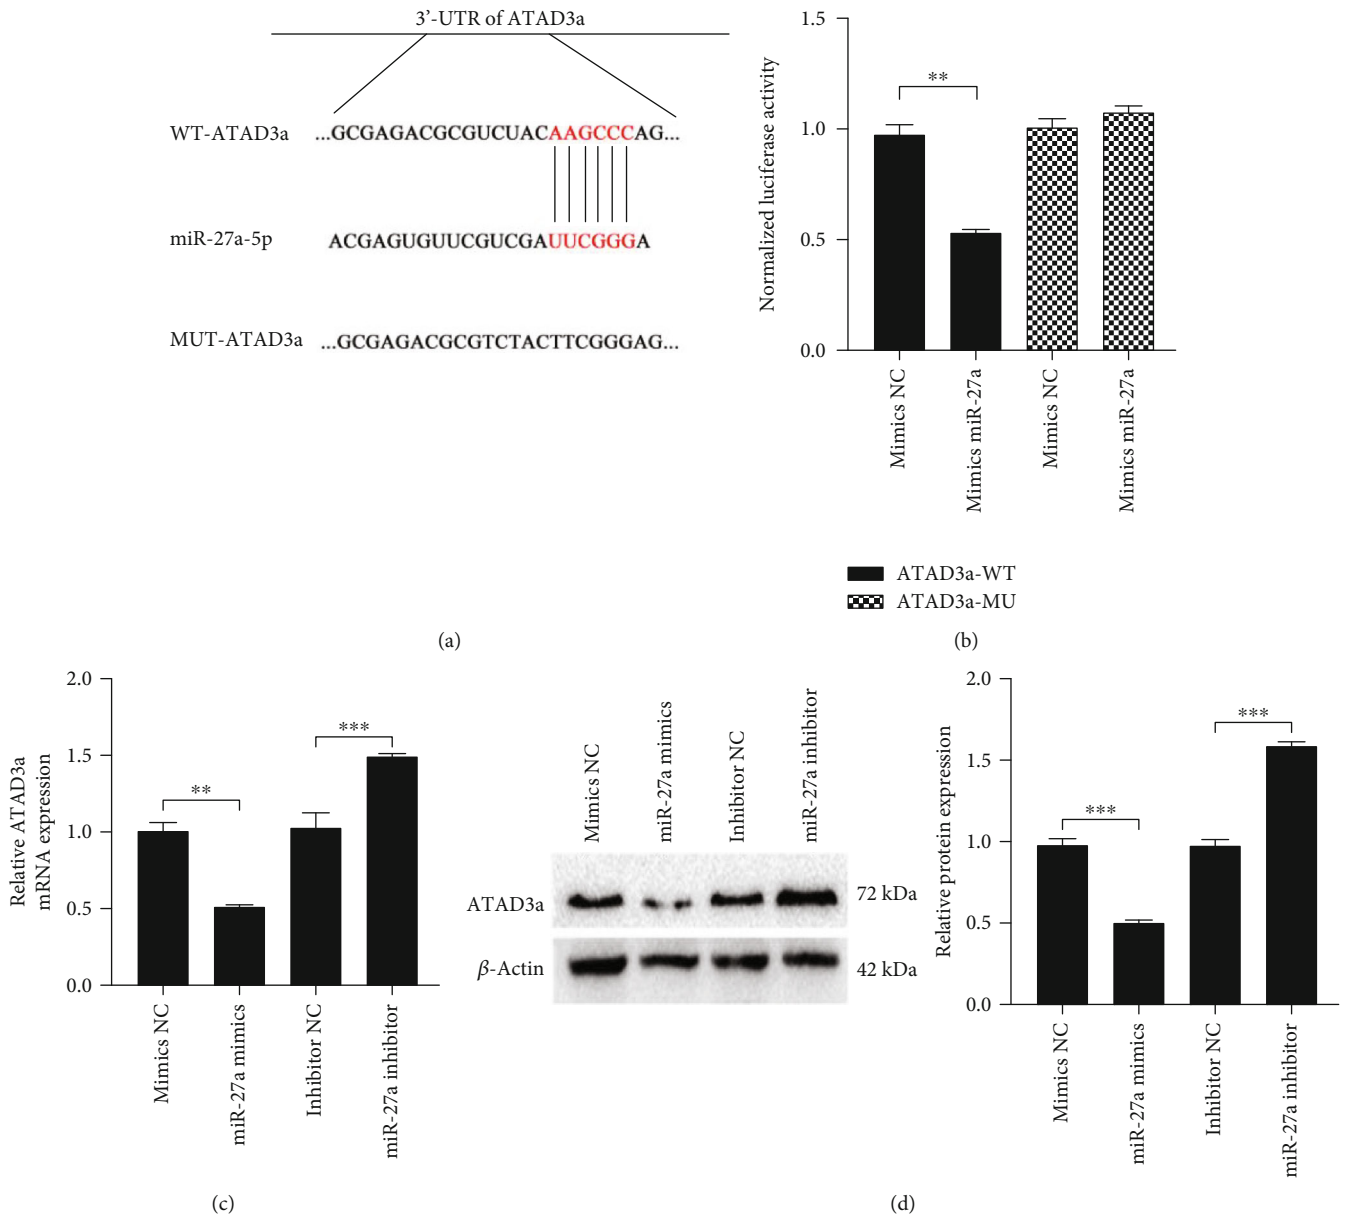 3’-UTR of ATAD3a
WT-ATAD3a ...GCGAGACGCGUCUACAAGCCCAG...
miR-27a-5p ACGAGUGUUCGUCGAUUCGGGA
MUT-ATAD3a ...GCGAGACGCGTCTACTTCGGGAG...
(a)
Normalized luciferase activity
1.5
1.0
0.5
0.0
**
Mimics NC
Mimics miR-27a
Mimics NC
Mimics miR-27a
ATAD3a-WT
ATAD3a-MU
(b)
Relative ATAD3a
mRNA expression
2.0
1.5
1.0
0.5
0.0
**
***
Mimics NC
miR-27a mimics
Inhibitor NC
miR-27a inhibitor
(c)
Mimics NC
miR-27a mimics
Inhibitor NC
miR-27a inhibitor
ATAD3a 72 kDa
β-Actin 42 kDa
Relative protein expression
2.0
1.5
1.0
0.5
0.0
***
***
Mimics NC
miR-27a mimics
Inhibitor NC
miR-27a inhibitor
(d)